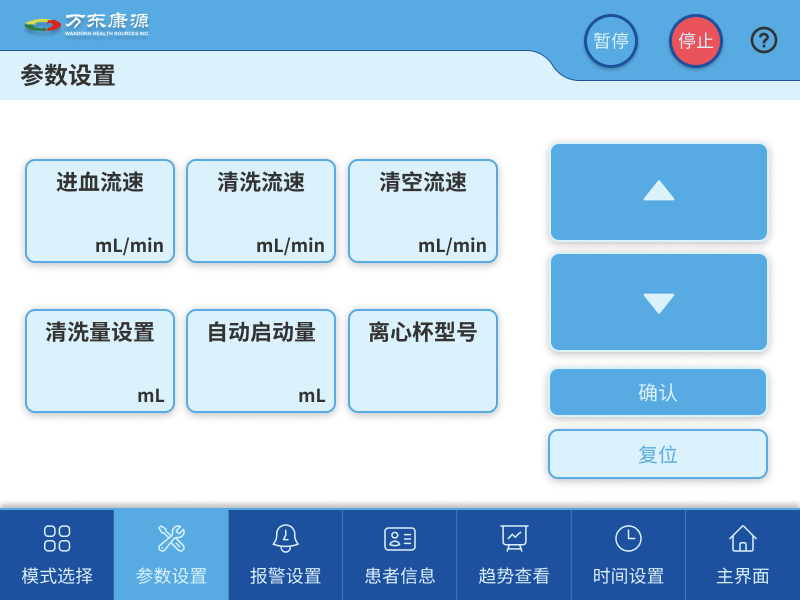 万东康源
WANDONG HEALTH SOURCES INC.
暂停
停止
?
参数设置
进血流速
mL/min
清洗流速
mL/min
清空流速
mL/min
清洗量设置
mL
自动启动量
mL
离心杯型号
确认
复位
模式选择
参数设置
报警设置
患者信息
趋势查看
时间设置
主界面